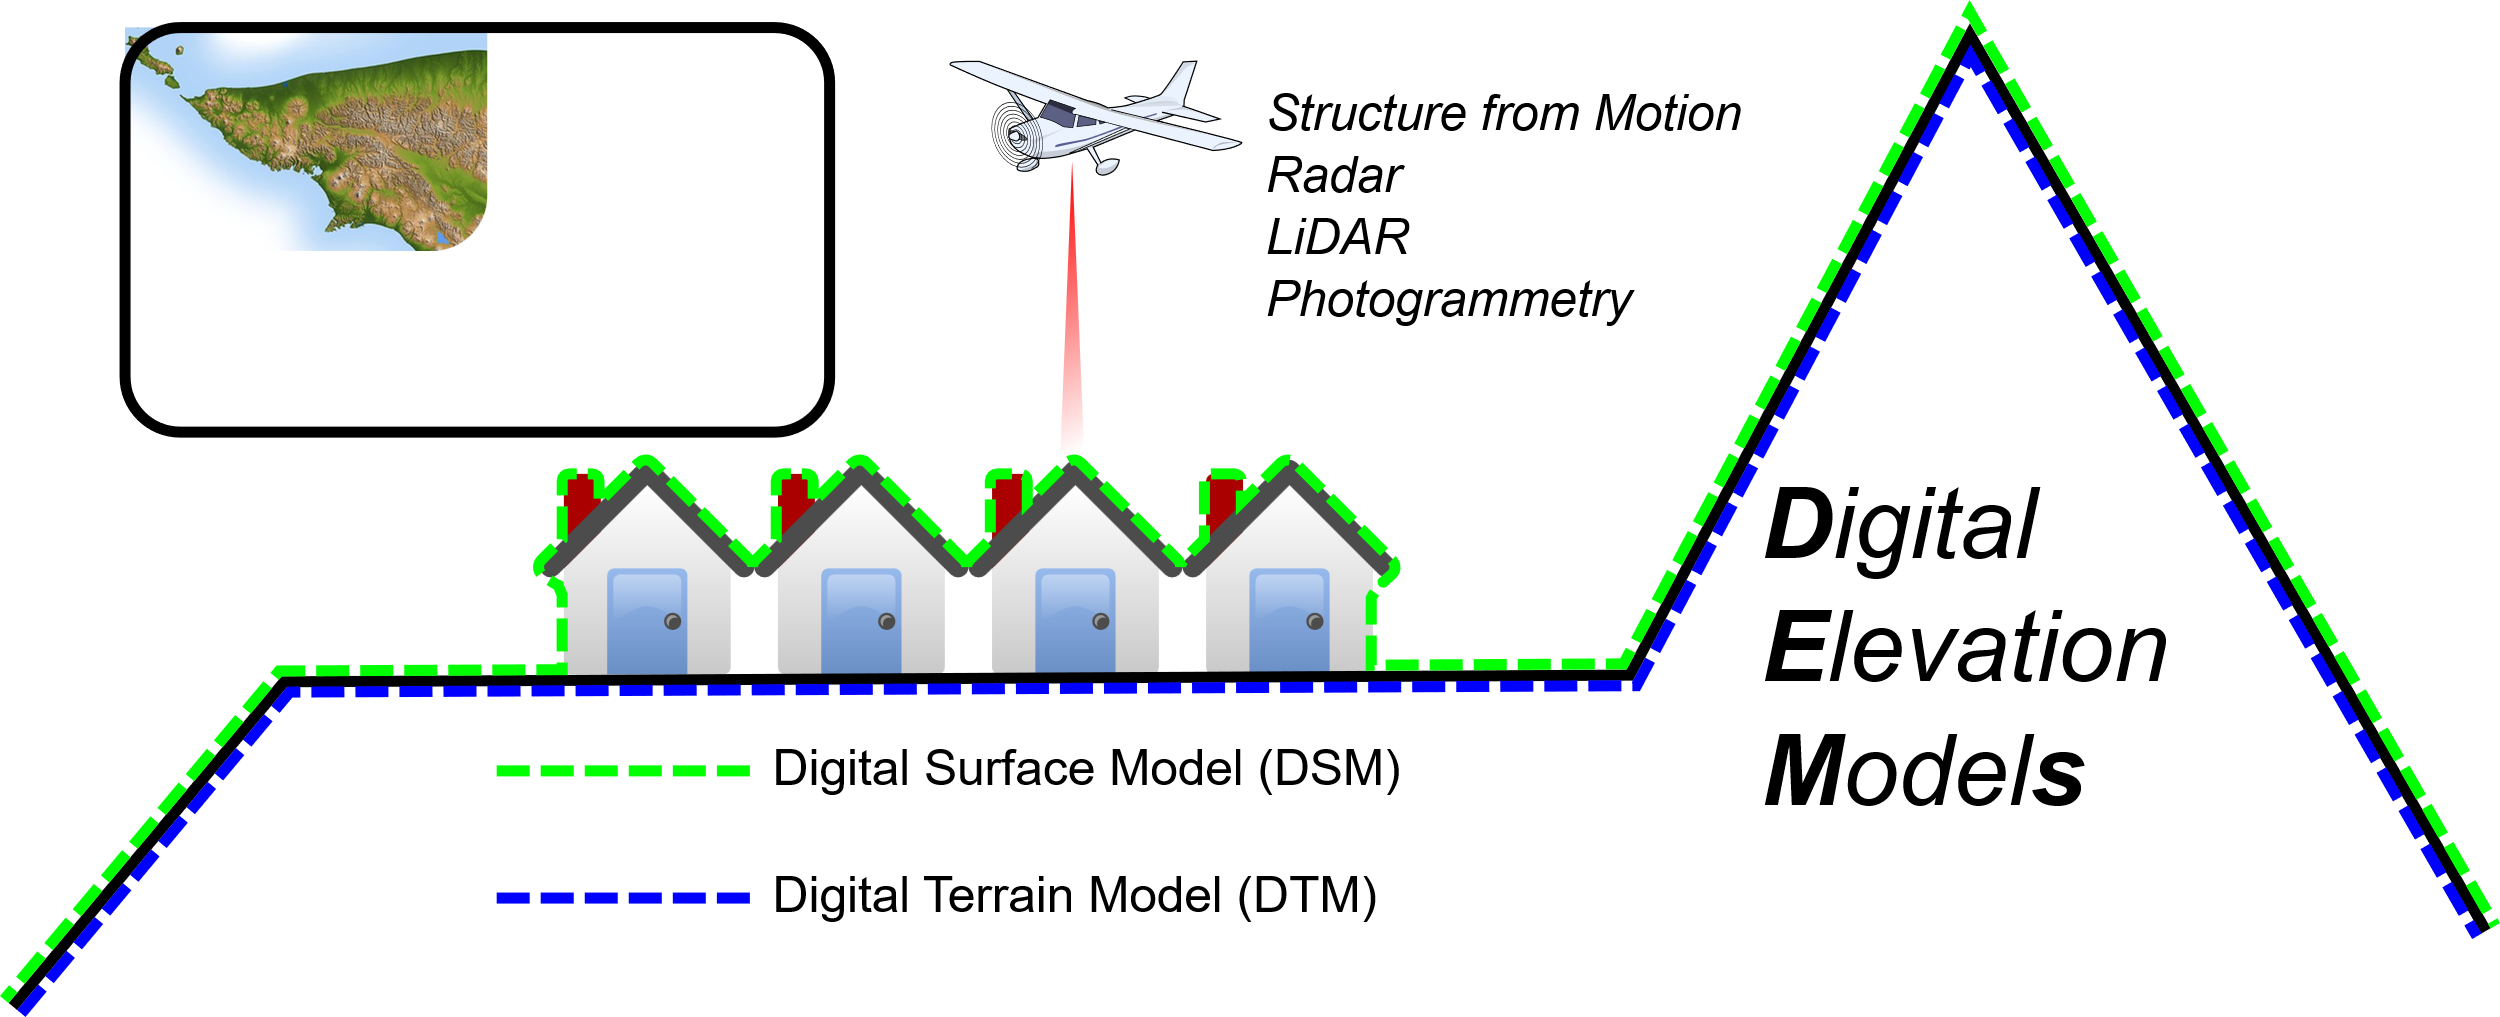 Structure from Motion
Radar
LiDAR
Photogrammetry
Digital
Elevation
Models
Digital Surface Model (DSM)
Digital Terrain Model (DTM)